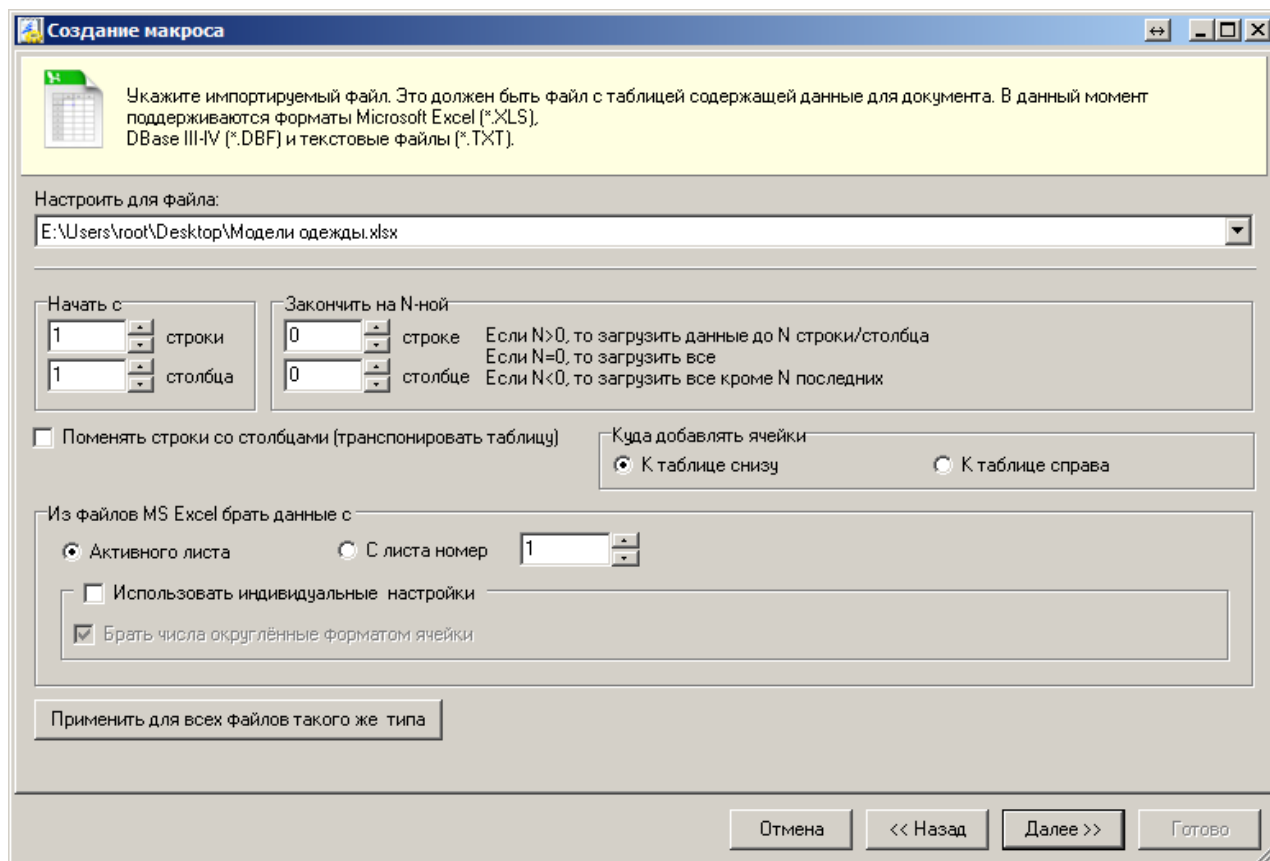 Создание макроса
Укажите импортируемый файл. Это должен быть файл с таблицей содержащей данные для документа. В данный момент
поддерживаются форматы Microsoft Excel (*.XLS),
DBase III-IV (*.DBF) и текстовые файлы (*.TXT).
Настроить для файла:
E:\Users\root\Desktop\Модели одежды.xlsx
Начать с
1 строки
1 столбца
Закончить на N-ной
0 строке
0 столбце
Если N>0, то загрузить данные до N строки/столбца
Если N=0, то загрузить все
Если N<0, то загрузить все кроме N последних
Поменять строки со столбцами (транспонировать таблицу)
Куда добавлять ячейки
К таблице снизу К таблице справа
Из файлов MS Excel брать данные с
Активного листа С листа номер 1
Использовать индивидуальные настройки
Брать числа округлённые форматом ячейки
Применить для всех файлов такого же типа
Отмена << Назад Далее >> Готово